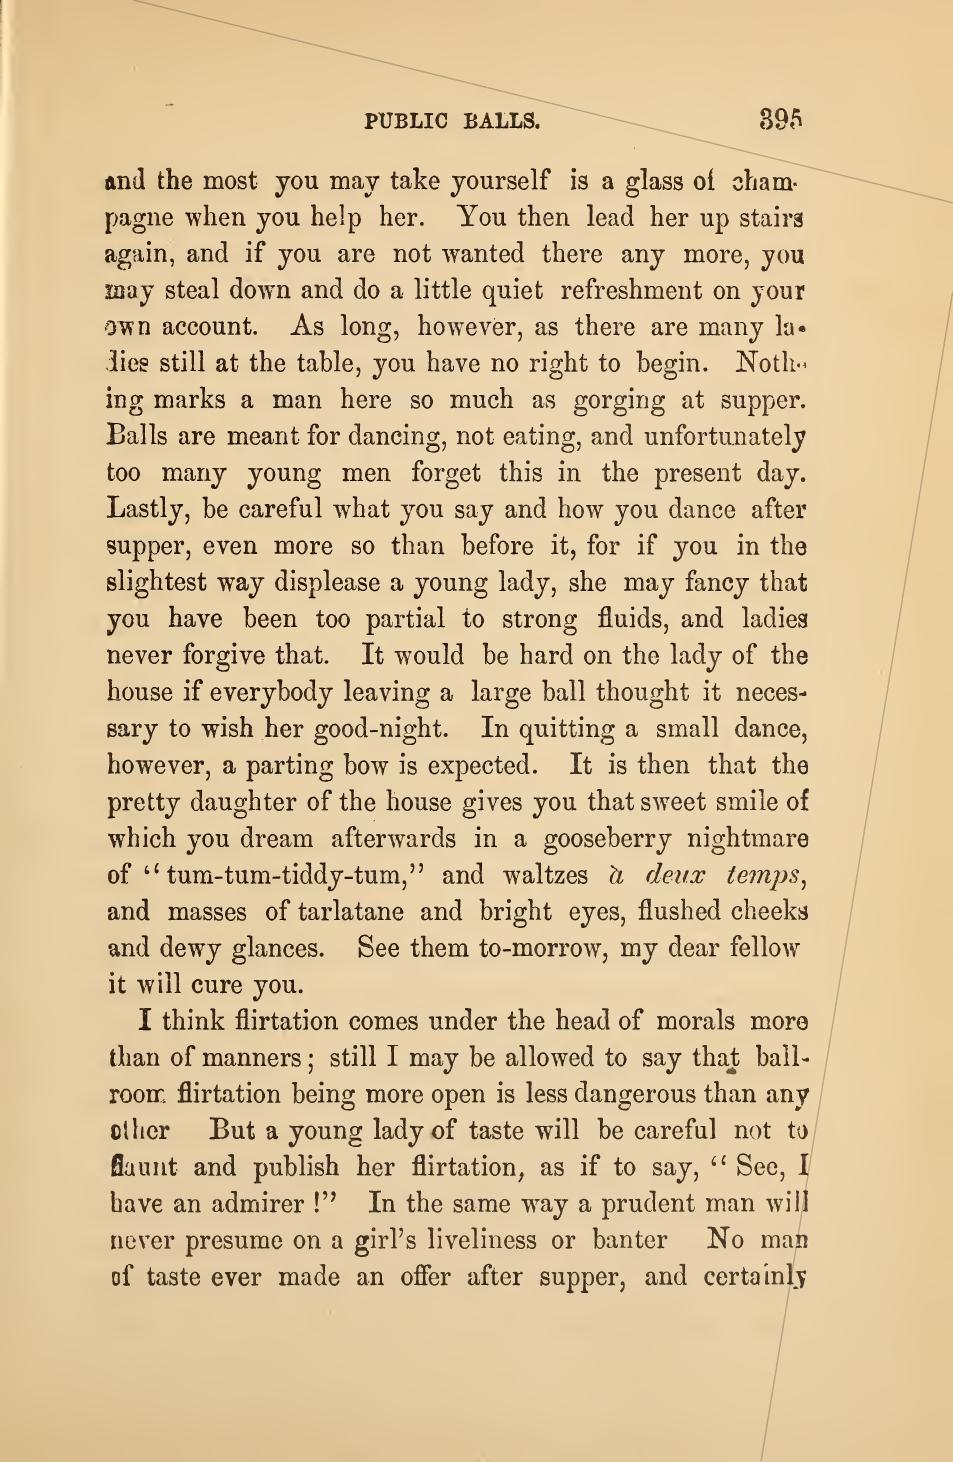 PUBLIC BALLS. 395
and the most you may take yourself is a glass of cham-
pagne when you help her. You then lead her up stairs
again, and if you are not wanted there any more, you
may steal down and do a little quiet refreshment on your
own account. As long, however, as there are many la-
dies still at the table, you have no right to begin. Noth-
ing marks a man here so much as gorging at supper.
Balls are meant for dancing, not eating, and unfortunately
too many young men forget this in the present day.
Lastly, be careful what you say and how you dance after
supper, even more so than before it, for if you in the
slightest way displease a young lady, she may fancy that
you have been too partial to strong fluids, and ladies
never forgive that. It would be hard on the lady of the
house if everybody leaving a large ball thought it neces-
sary to wish her good-night. In quitting a small dance,
however, a parting bow is expected. It is then that the
pretty daughter of the house gives you that sweet smile of
which you dream afterwards in a gooseberry nightmare
of “tum-tum-tiddy-tum,” and waltzes à deux temps,
and masses of tarlatane and bright eyes, flushed cheeks
and dewy glances. See them to-morrow, my dear fellow
it will cure you.
I think flirtation comes under the head of morals more
than of manners; still I may be allowed to say that ball-
room flirtation being more open is less dangerous than any
other But a young lady of taste will be careful not to
flaunt and publish her flirtation, as if to say, “See, I
have an admirer!” In the same way a prudent man will
never presume on a girl’s liveliness or banter No man
of taste ever made an offer after supper, and certainly